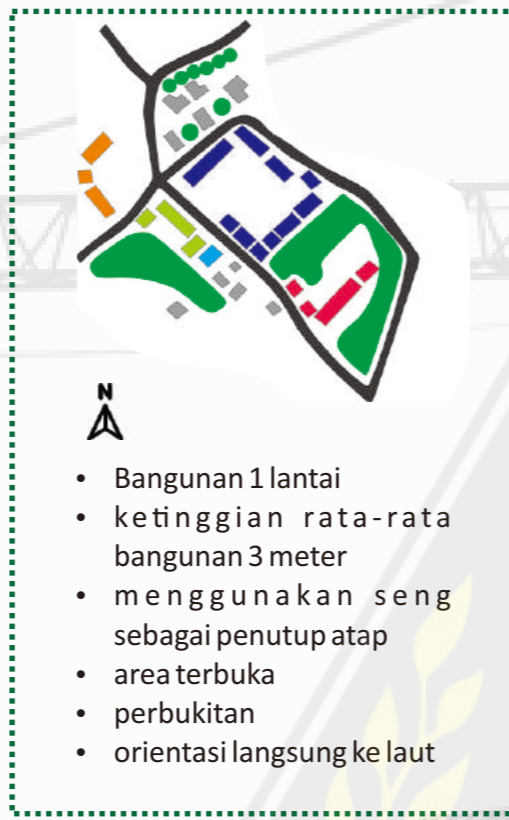 N
• Bangunan 1 lantai
• ketinggian rata-rata
bangunan 3 meter
• menggunakan seng
sebagai penutup atap
• area terbuka
• perbukitan
• orientasi langsung ke laut